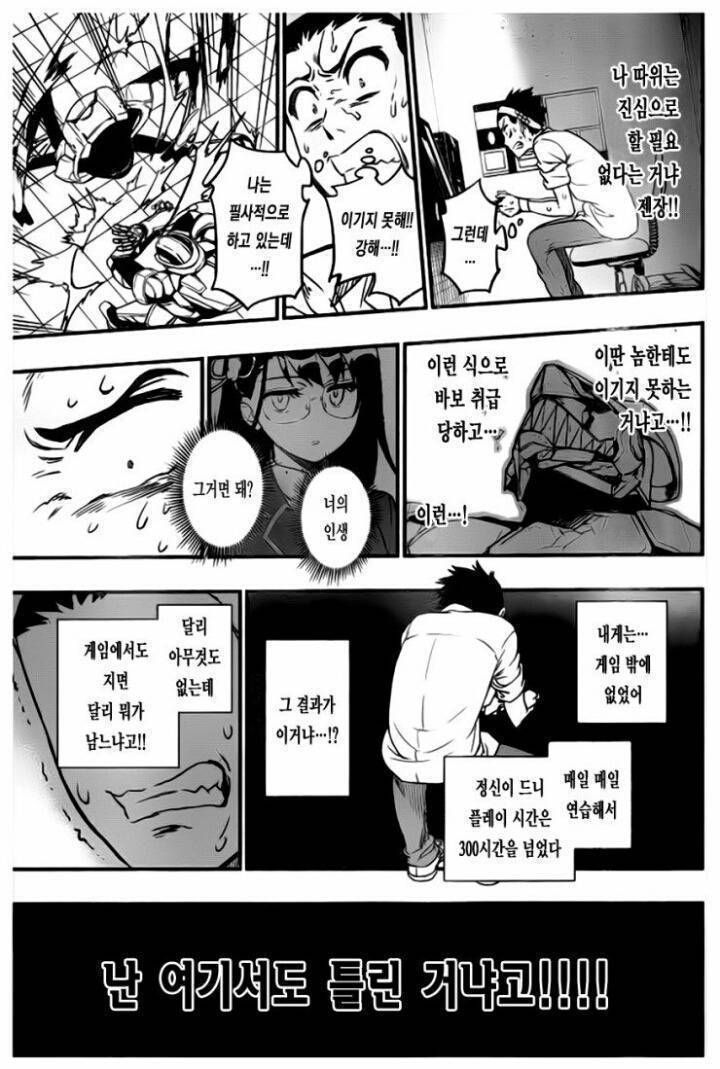 나 따위는
진심으로
할 필요
없다는 거냐
젠장!!
그런데
…
이기지 못해!!
강해…!!
나는
필사적으로
하고 있는데
…!!
이딴 놈한테도
이기지 못하는
거냐고…!!
이런 식으로
바보 취급
당하고…
이런…!
너의
인생
그거면 돼?
내게는…
게임 밖에
없었어
매일 매일
연습해서
정신이 드니
플레이 시간은
300시간을 넘었다
그 결과가
이거냐…!?
달리
아무것도
없는데
게임에서도
지면
달리 뭐가
남느냐고!!
난 여기서도 틀린 거냐고!!!!